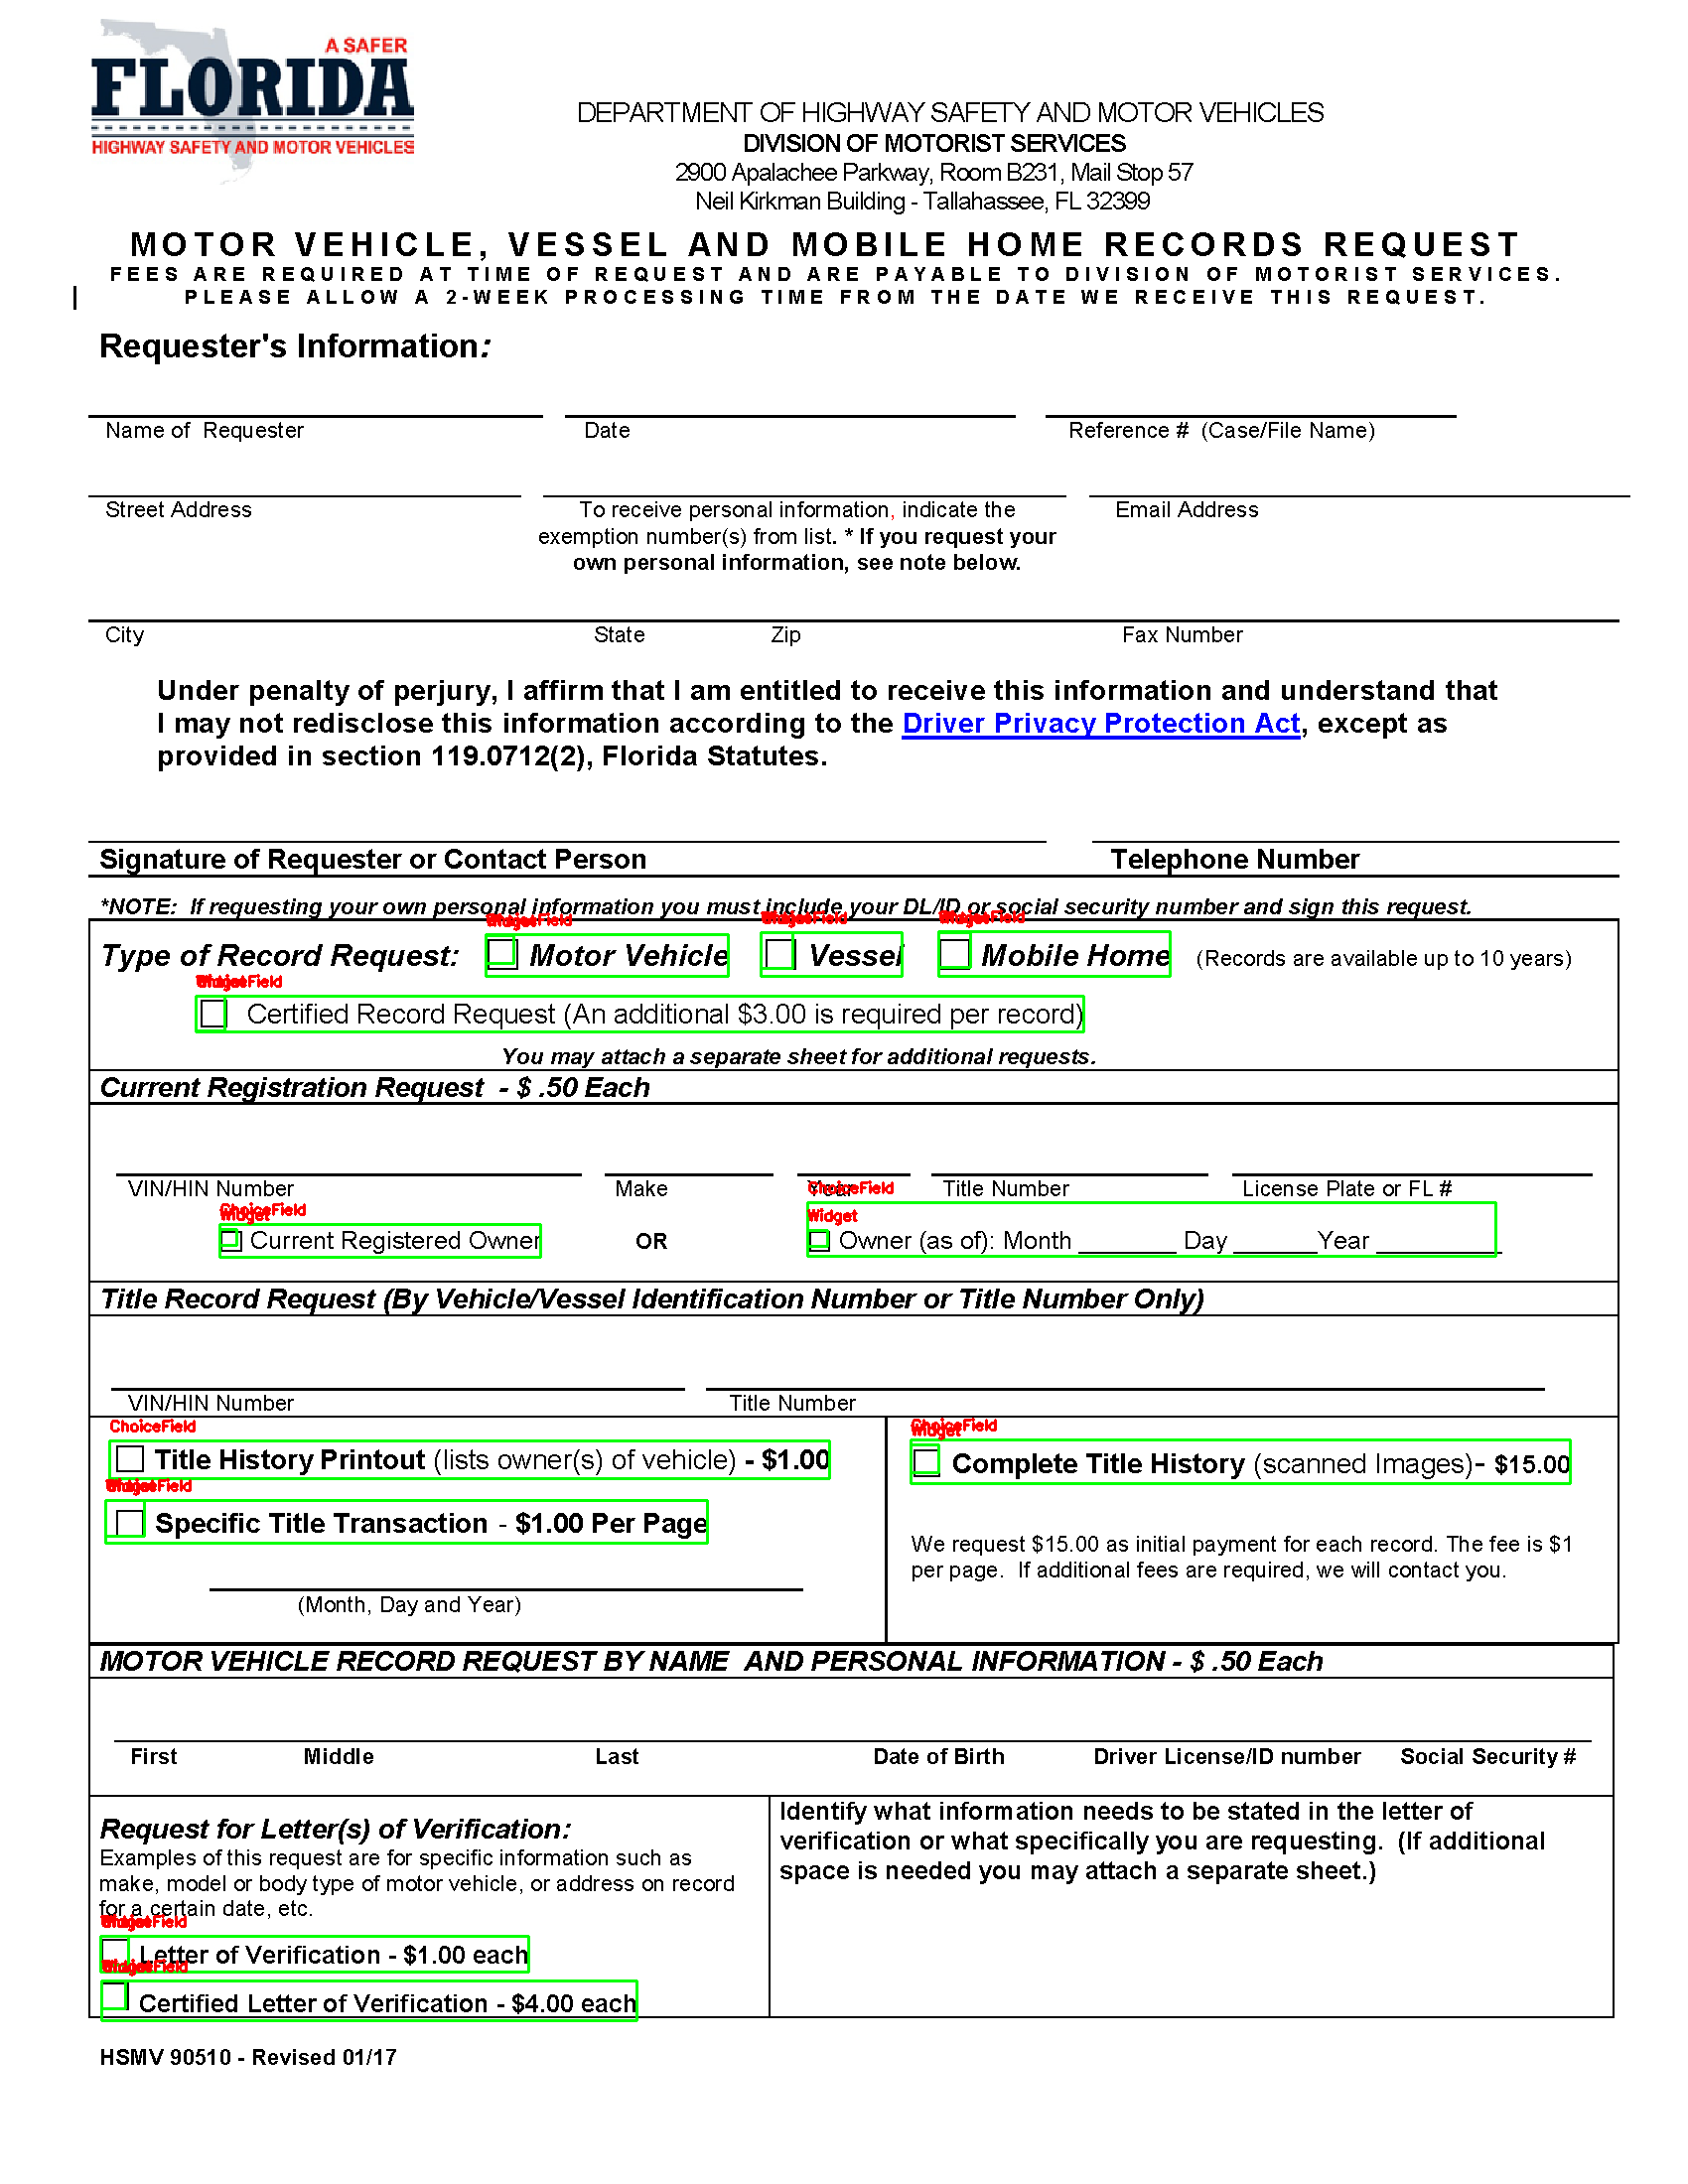 A SAFER
FLORIDA
HIGHWAY SAFETY AND MOTOR VEHICLES
DEPARTMENT OF HIGHWAY SAFETY AND MOTOR VEHICLES
DIVISION OF MOTORIST SERVICES
2900 Apalachee Parkway, Room B231, Mail Stop 57
Neil Kirkman Building - Tallahassee, FL 32399
MOTOR VEHICLE, VESSEL AND MOBILE HOME RECORDS REQUEST
FEES ARE REQUIRED AT TIME OF REQUEST AND ARE PAYABLE TO DIVISION OF MOTORIST SERVICES.
PLEASE ALLOW A 2-WEEK PROCESSING TIME FROM THE DATE WE RECEIVE THIS REQUEST.
Requester's Information:
Name of Requester Date Reference # (Case/File Name)
Street Address To receive personal information, indicate the Email Address
exemption number(s) from list. * If you request your
own personal information, see note below.
City State Zip Fax Number
Under penalty of perjury, I affirm that I am entitled to receive this information and understand that
I may not redisclose this information according to the Driver Privacy Protection Act, except as
provided in section 119.0712(2), Florida Statutes.
Signature of Requester or Contact Person Telephone Number
*NOTE: If requesting your own personal information you must include your DL/ID or social security number and sign this request.
ChoiceField ChoiceField ChoiceField
Type of Record Request: Motor Vehicle Vessel Mobile Home (Records are available up to 10 years)
ChoiceField
Certified Record Request (An additional $3.00 is required per record)
You may attach a separate sheet for additional requests.
Current Registration Request - $ .50 Each
VIN/HIN Number Make Year Title Number License Plate or FL #
ChoiceField
ChoiceField
Widget Widget
Current Registered Owner OR Owner (as of): Month ________ Day _______Year __________
Title Record Request (By Vehicle/Vessel Identification Number or Title Number Only)
VIN/HIN Number Title Number
ChoiceField ChoiceField
Widget
Title History Printout (lists owner(s) of vehicle) - $1.00 Complete Title History (scanned Images)- $15.00
ChoiceField
Specific Title Transaction - $1.00 Per Page
We request $15.00 as initial payment for each record. The fee is $1
per page. If additional fees are required, we will contact you.
(Month, Day and Year)
MOTOR VEHICLE RECORD REQUEST BY NAME AND PERSONAL INFORMATION - $ .50 Each
First Middle Last Date of Birth Driver License/ID number Social Security #
Request for Letter(s) of Verification:
Examples of this request are for specific information such as
make, model or body type of motor vehicle, or address on record
for a certain date, etc.
ChoiceField
Letter of Verification - $1.00 each
ChoiceField
Certified Letter of Verification - $4.00 each
Identify what information needs to be stated in the letter of
verification or what specifically you are requesting. (If additional
space is needed you may attach a separate sheet.)
HSMV 90510 - Revised 01/17